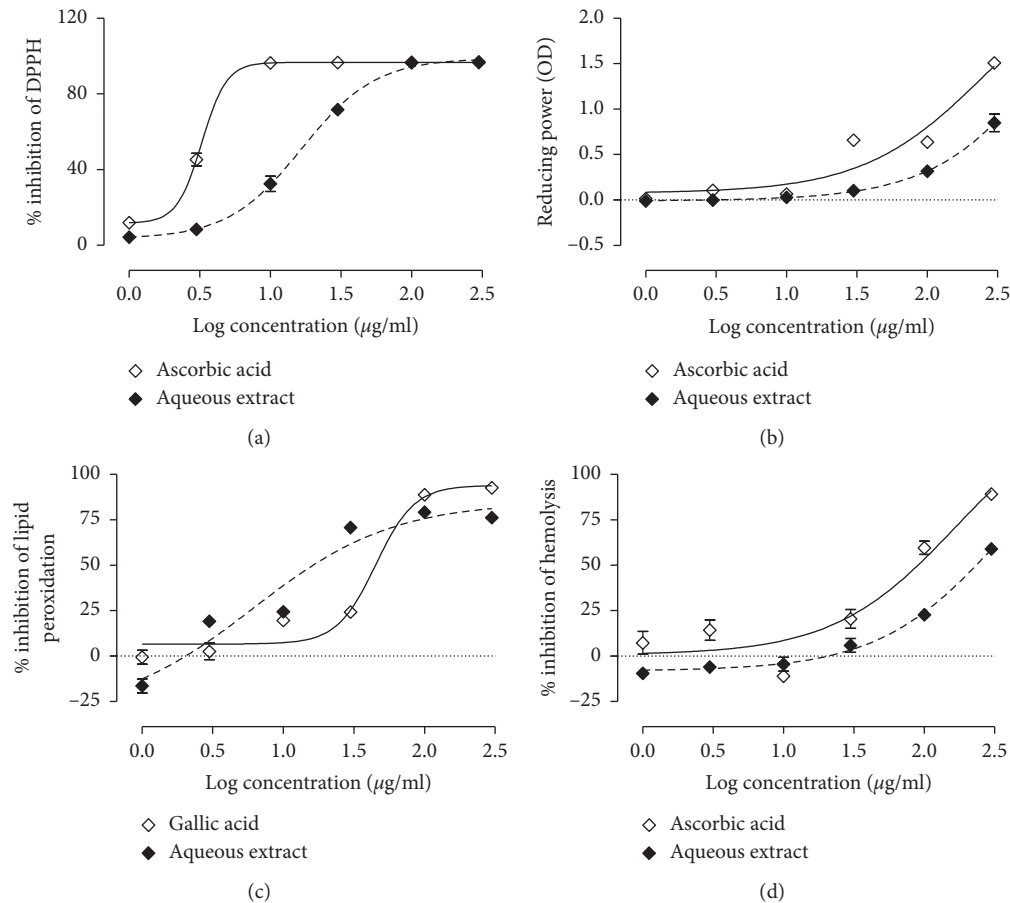 120
80
40
0
% inhibition of DPPH
0.0 0.5 1.0 1.5 2.0 2.5
Log concentration (μg/ml)
Ascorbic acid
Aqueous extract
(a)
2.0
1.5
1.0
0.5
0.0
−0.5
Reducing power (OD)
0.0 0.5 1.0 1.5 2.0 2.5
Log concentration (μg/ml)
Ascorbic acid
Aqueous extract
(b)
100
75
50
25
0
−25
% inhibition of lipid
peroxidation
0.0 0.5 1.0 1.5 2.0 2.5
Log concentration (μg/ml)
Gallic acid
Aqueous extract
(c)
100
75
50
25
0
−25
% inhibition of hemolysis
0.0 0.5 1.0 1.5 2.0 2.5
Log concentration (μg/ml)
Ascorbic acid
Aqueous extract
(d)